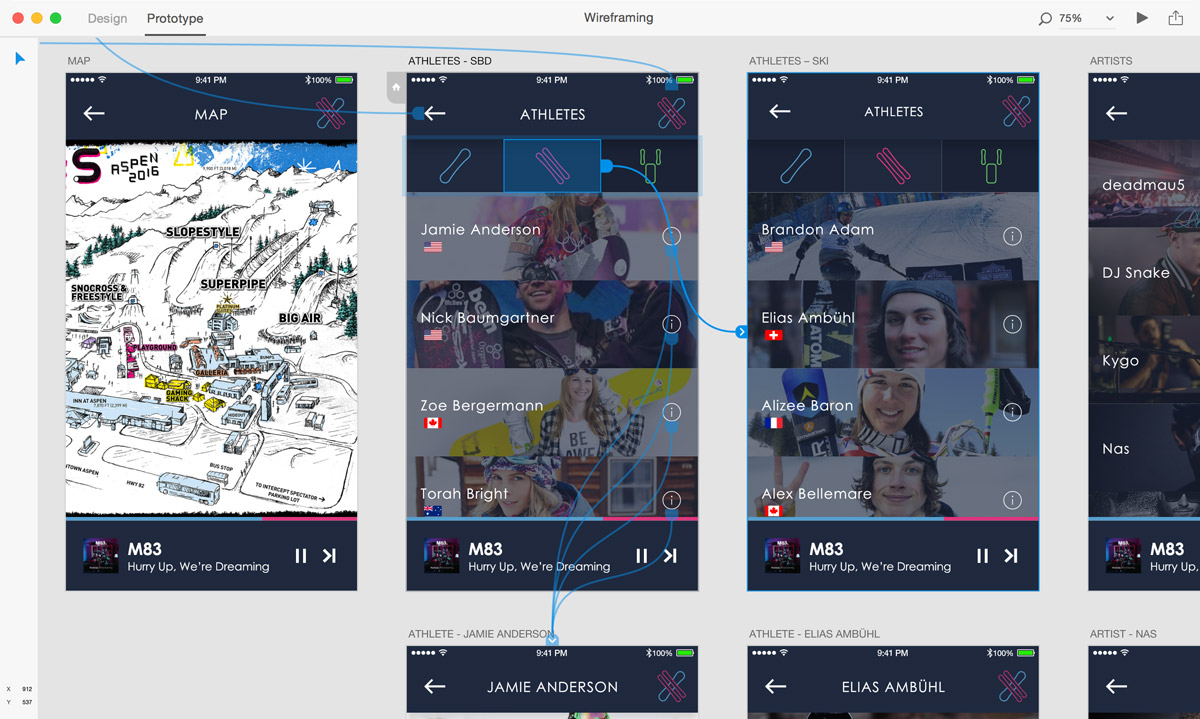 Design
Prototype
Wireframing
75%
MAP
9:41 PM
100%
MAP
S ASPEN
2016
SLOPESTYLE
SNOCROSS &
FREESTYLE
SUPERPIPE
BIG AIR
PLAYGROUND
BUMPS
GALLERIA
GAMING
SHACK
INN AT ASPEN
HIDEOUT
BUS STOP
HWY 82
TO INTERCEPT SPECTATOR
PARKING LOT
M83
Hurry Up, We’re Dreaming
ATHLETES - SBD
9:41 PM
100%
ATHLETES
Jamie Anderson
Nick Baumgartner
Zoe Bergermann
BE
Torah Bright
M83
Hurry Up, We’re Dreaming
ATHLETES – SKI
9:41 PM
100%
ATHLETES
Brandon Adam
Elias Ambühl
Alizee Baron
Alex Bellemare
M83
Hurry Up, We’re Dreaming
ARTISTS
deadmau5
DJ Snake
Kygo
Nas
M83
Hurry Up,
ATHLETE - JAMIE ANDERSON
9:41 PM
100%
JAMIE ANDERSON
ATHLETE - ELIAS AMBÜHL
9:41 PM
100%
ELIAS AMBÜHL
ARTIST - NAS
X 912
Y 537